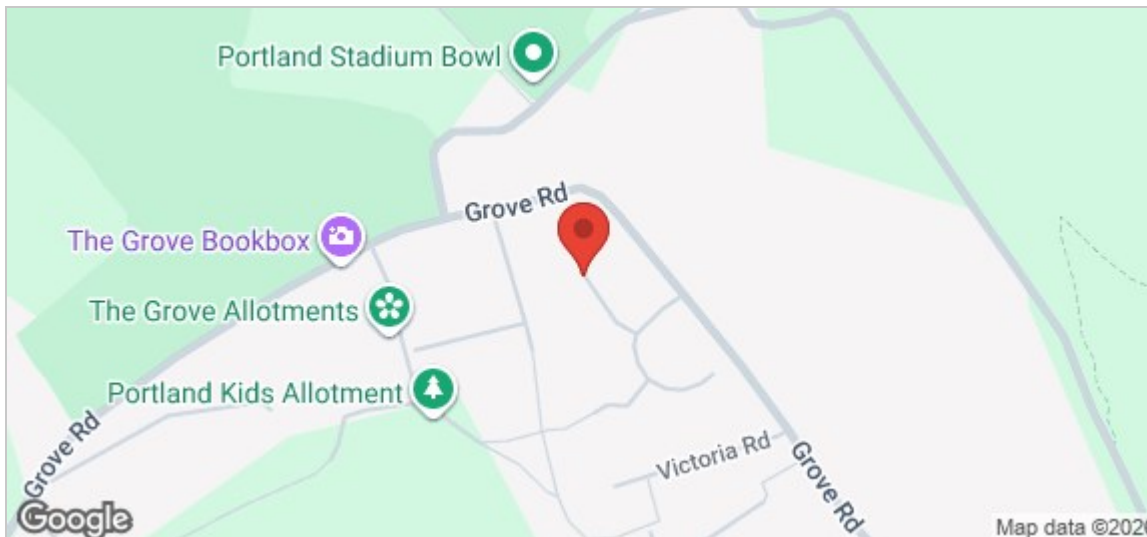 Portland Stadium Bowl
Grove Rd
The Grove Bookbox
The Grove Allotments
Portland Kids Allotment
Grove Rd
Victoria Rd
Grove Rd
Google
Map data ©2026